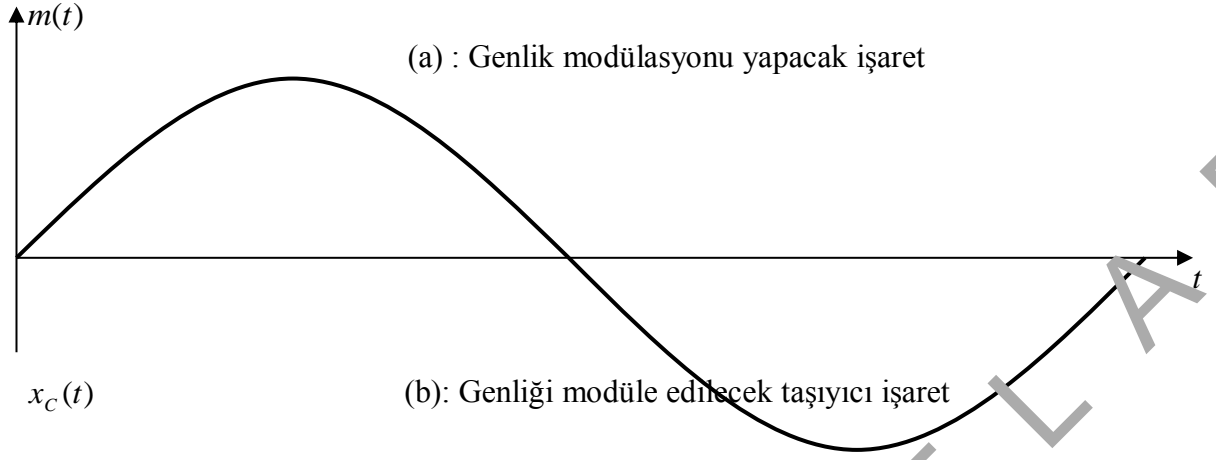 m(t)
(a) : Genlik modülasyonu yapacak işaret
t
x_C(t)
(b): Genliği modüle edilecek taşıyıcı işaret
L A